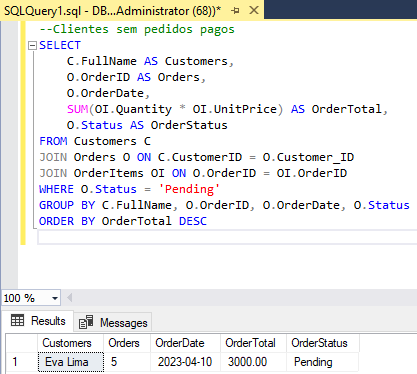 SQLQuery1.sql - DB...Administrator (68))*
--Clientes sem pedidos pagos
SELECT
C.FullName AS Customers,
O.OrderID AS Orders,
O.OrderDate,
SUM(OI.Quantity * OI.UnitPrice) AS OrderTotal,
O.Status AS OrderStatus
FROM Customers C
JOIN Orders O ON C.CustomerID = O.Customer_ID
JOIN OrderItems OI ON O.OrderID = OI.OrderID
WHERE O.Status = 'Pending'
GROUP BY C.FullName, O.OrderID, O.OrderDate, O.Status
ORDER BY OrderTotal DESC
100 %
Results Messages
Customers Orders OrderDate OrderTotal OrderStatus
1 Eva Lima 5 2023-04-10 3000.00 Pending